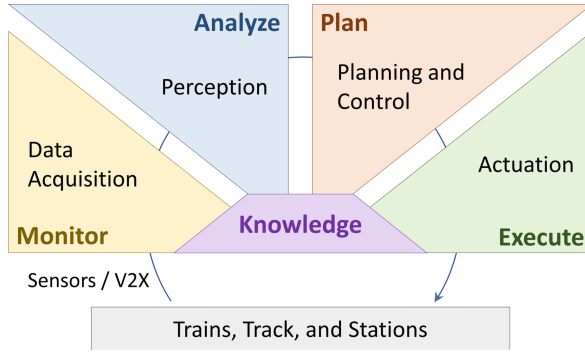 Analyze
Plan
Perception
Planning and
Control
Data
Acquisition
Actuation
Monitor
Knowledge
Execute
Sensors / V2X
Trains, Track, and Stations